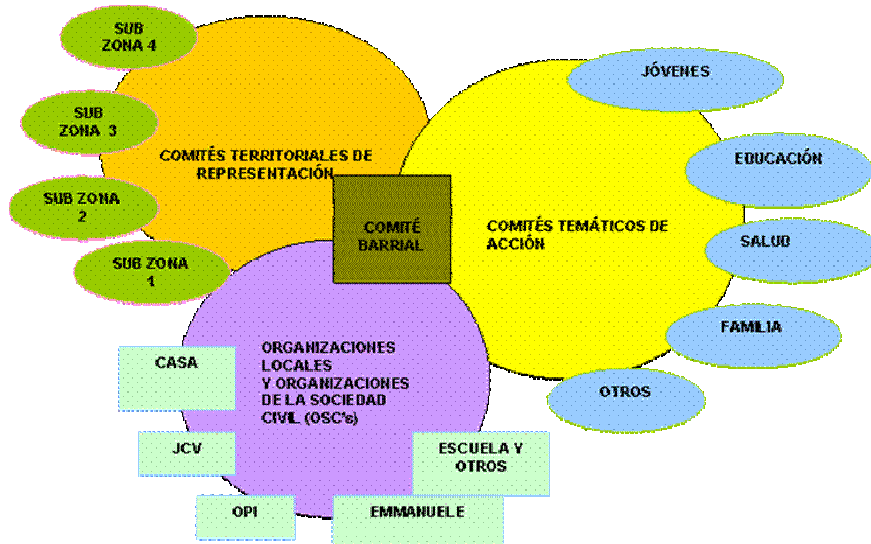 SUB
ZONA 4
SUB
ZONA 3
SUB ZONA
2
SUB ZONA
1
COMITÉS TERRITORIALES DE
REPRESENTACIÓN
COMITÉ
BARRIAL
COMITÉS TEMÁTICOS DE
ACCIÓN
JÓVENES
EDUCACIÓN
SALUD
FAMILIA
OTROS
ORGANIZACIONES
LOCALES
Y ORGANIZACIONES
DE LA SOCIEDAD
CIVIL (OSC's)
CASA
JCV
OPI
EMMANUELE
ESCUELA Y
OTROS